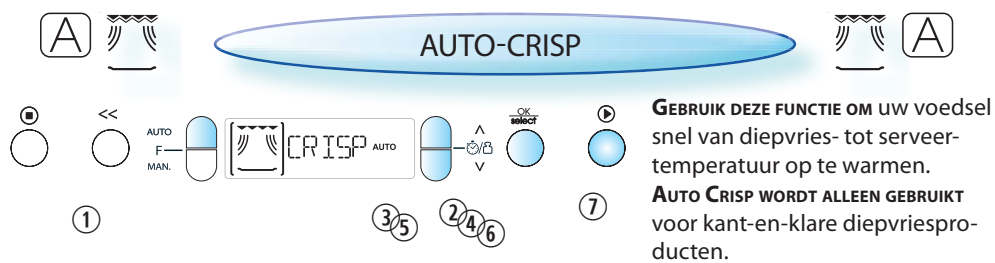 A
AUTO-CRISP
A
<<
AUTO
F
MAN.
CRISP AUTO
OK
select
GEBRUIK DEZE FUNCTIE OM uw voedsel
snel van diepvries- tot serveer-
temperatuur op te warmen.
AUTO CRISP WORDT ALLEEN GEBRUIKT
voor kant-en-klare diepvriespro-
ducten.
① ③ ⑤ ② ④ ⑥ ⑦